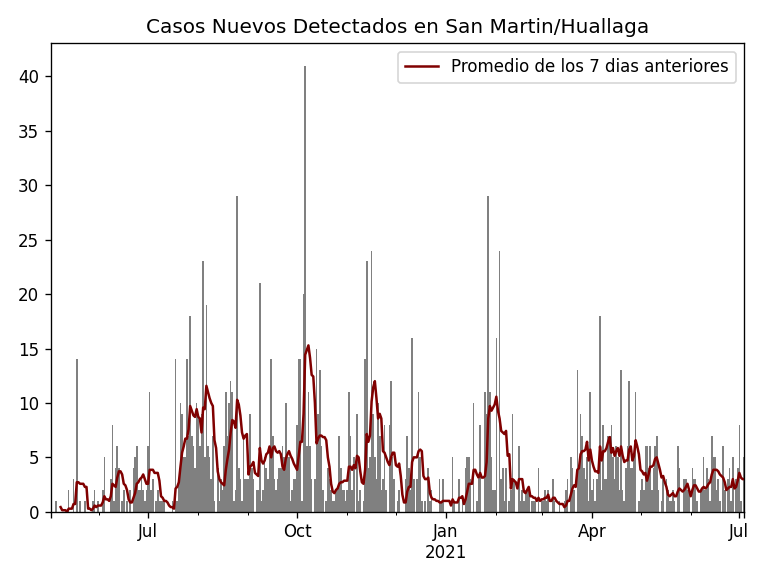 Casos Nuevos Detectados en San Martin/Huallaga
Promedio de los 7 dias anteriores
40
35
30
25
20
15
10
5
0
Jul
Oct
Jan
2021
Apr
Jul